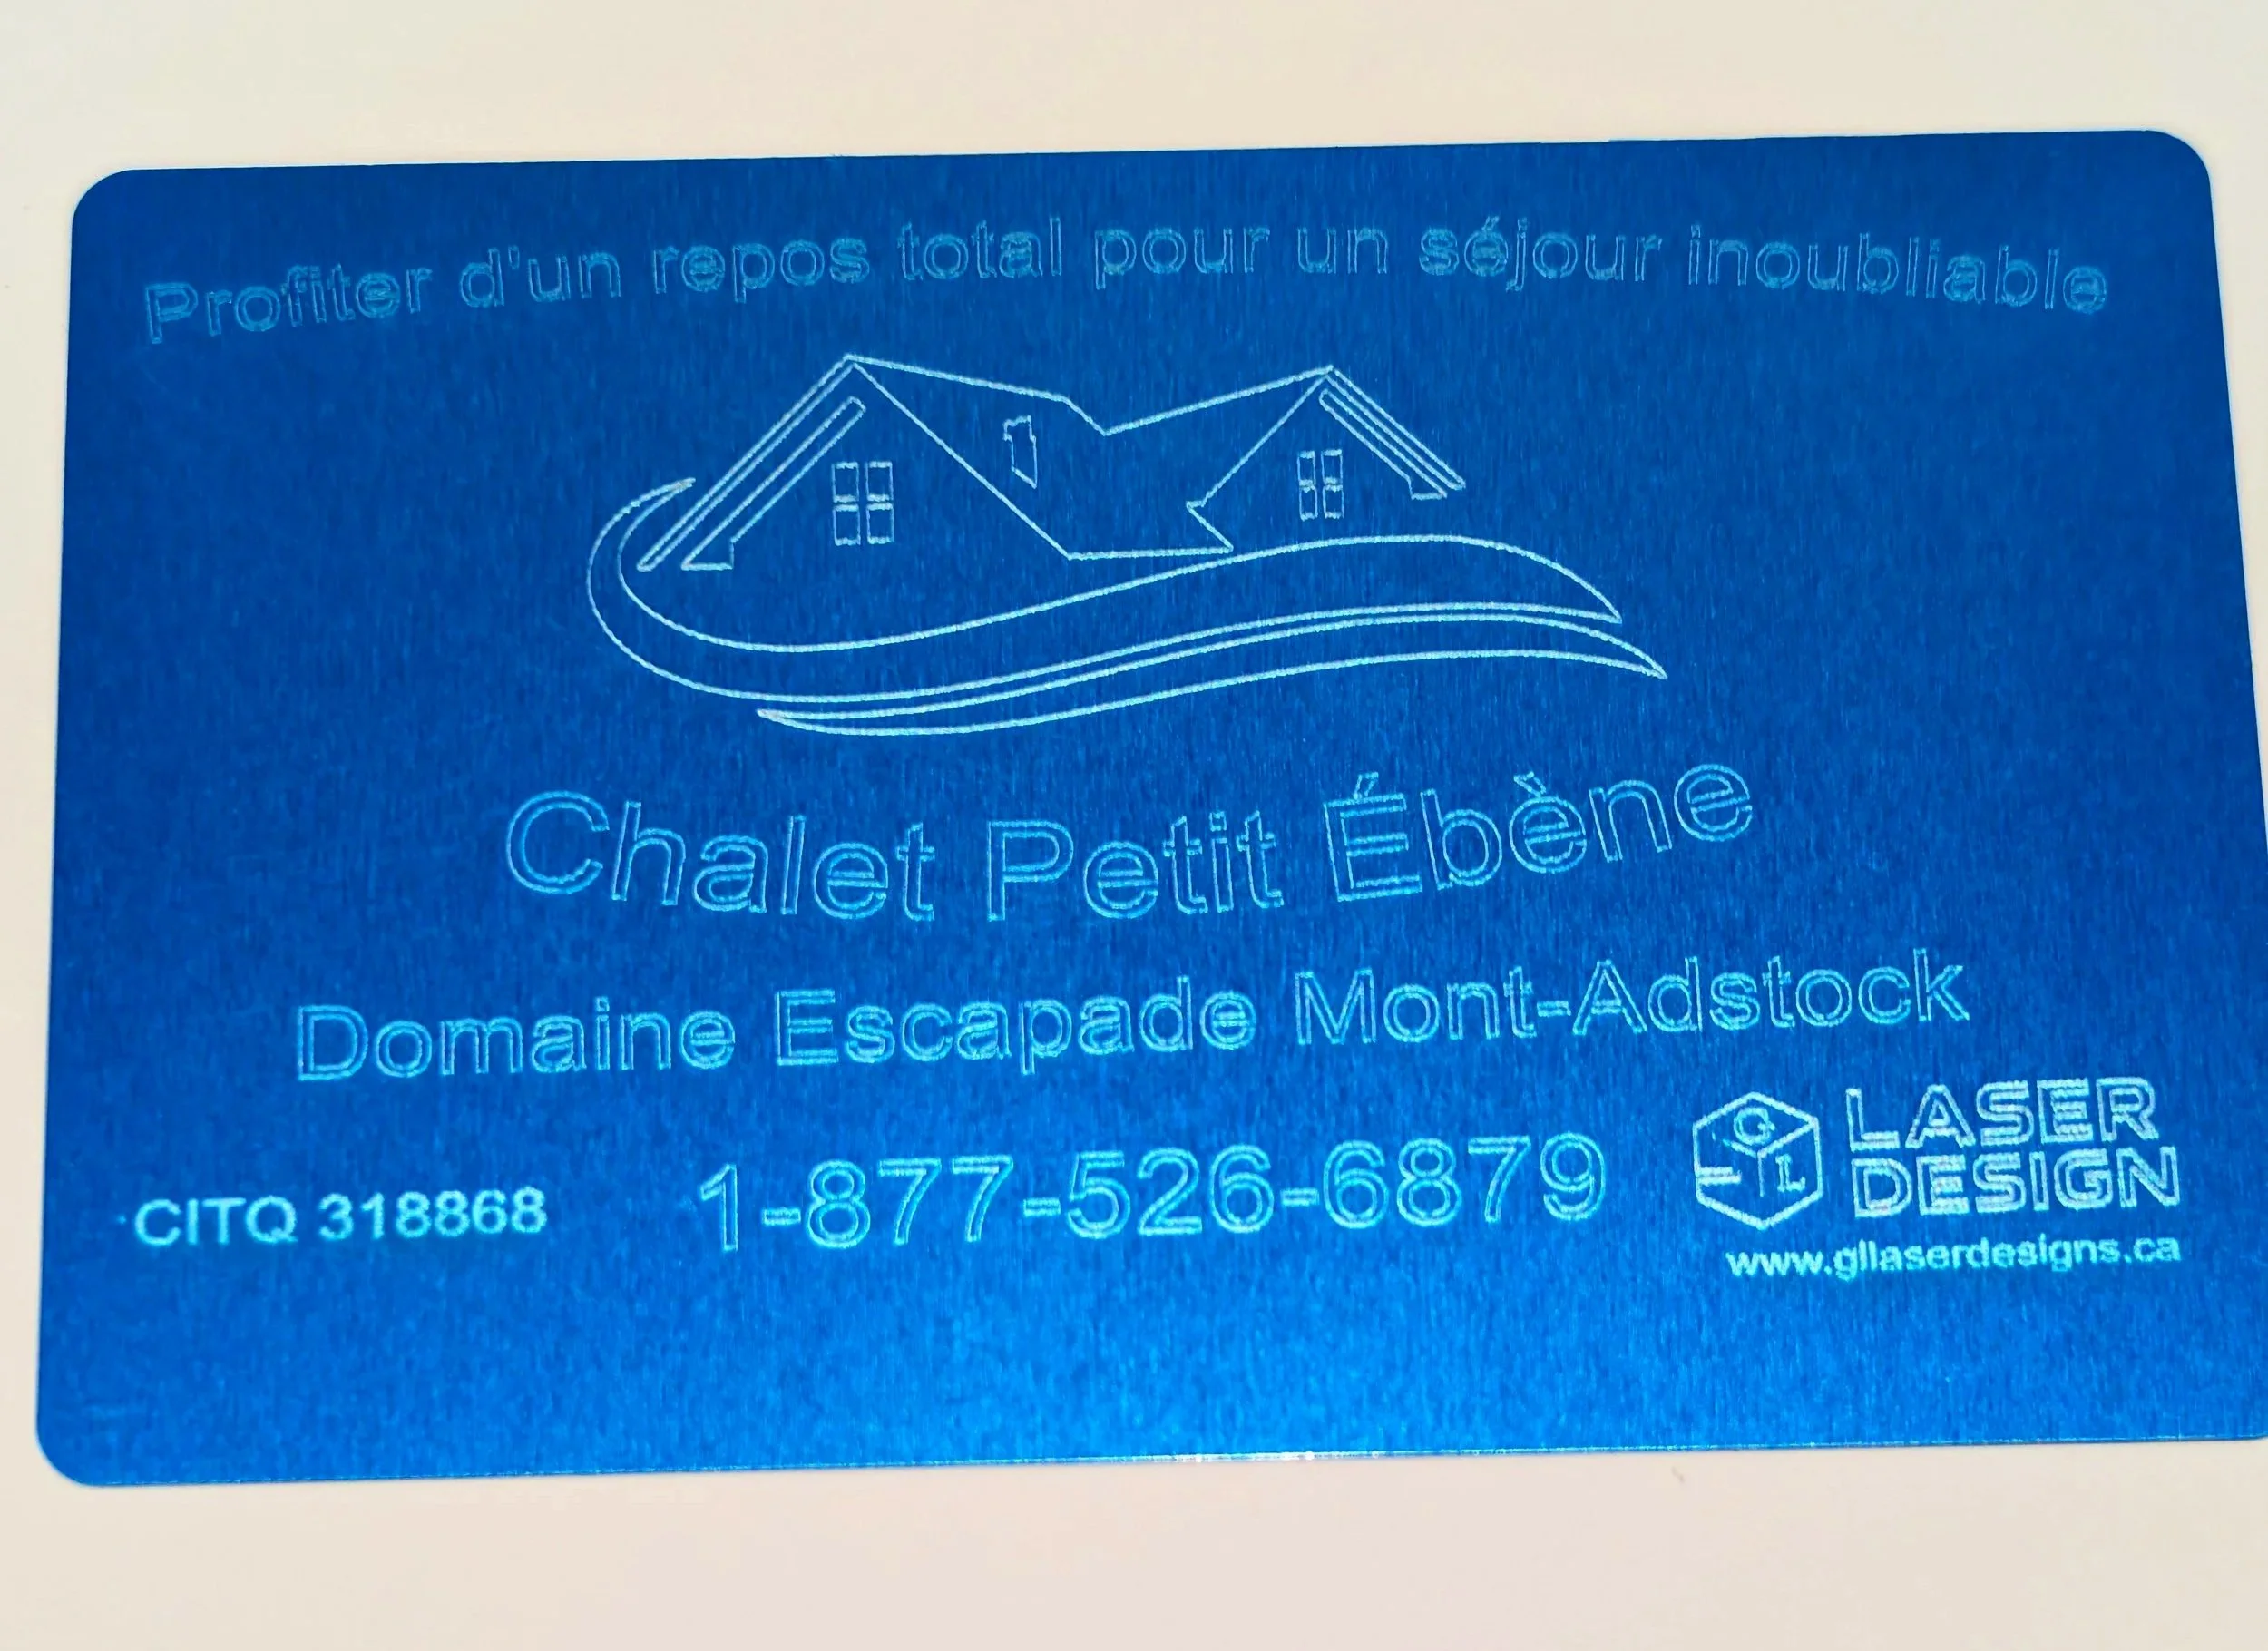 Profiter d'un repos total pour un séjour inoubliable
Chalet Petit Ébène
Domaine Escapade Mont-Adstock
CITQ 318868
1-877-526-6879
G L
LASER
DESIGN
www.gllaserdesigns.ca